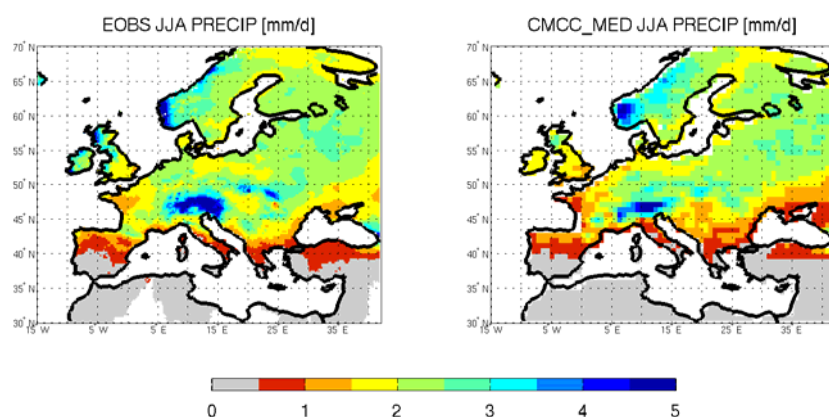 EOBS JJA PRECIP [mm/d]
CMCC_MED JJA PRECIP [mm/d]
70° N
65° N
60° N
55° N
50° N
45° N
40° N
35° N
30° N
15 W
5° W
5° E
15° E
25° E
35° E
70° N
65° N
60° N
55° N
50° N
45° N
40° N
35° N
30° N
15 W
5° W
5° E
15° E
25° E
35° E
0 1 2 3 4 5